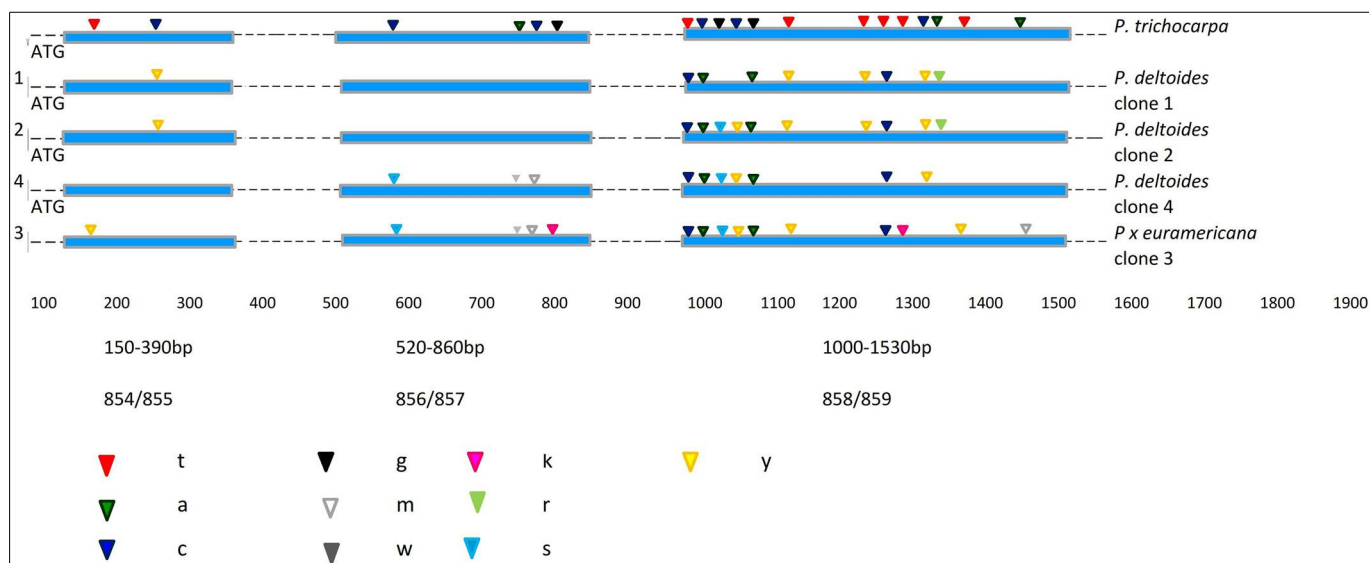 P. trichocarpa
ATG
1 P. deltoides
ATG clone 1
2 P. deltoides
ATG clone 2
4 P. deltoides
ATG clone 4
3 P x euramericana
clone 3
100 200 300 400 500 600 700 800 900 1000 1100 1200 1300 1400 1500 1600 1700 1800 1900
150-390bp 520-860bp 1000-1530bp
854/855 856/857 858/859
t g k y
a m r
c w s